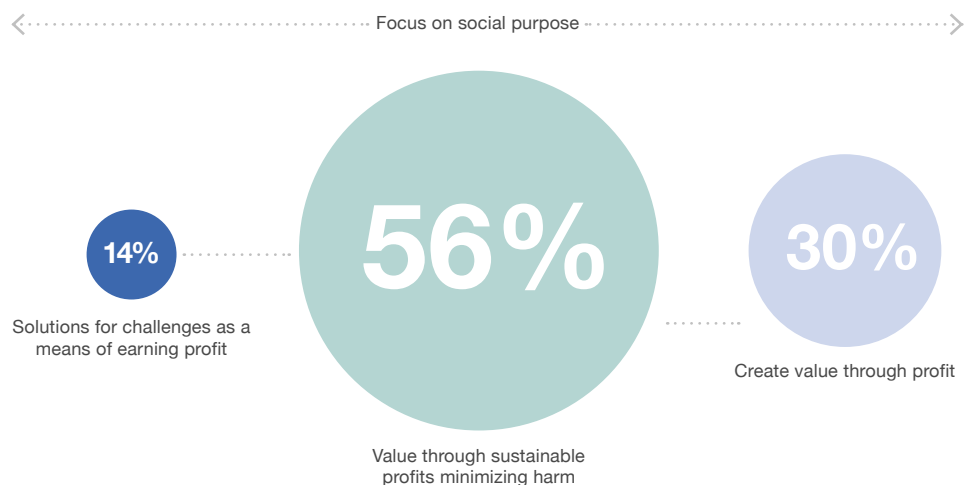 Focus on social purpose
14%
56%
30%
Solutions for challenges as a
means of earning profit
Create value through profit
Value through sustainable
profits minimizing harm